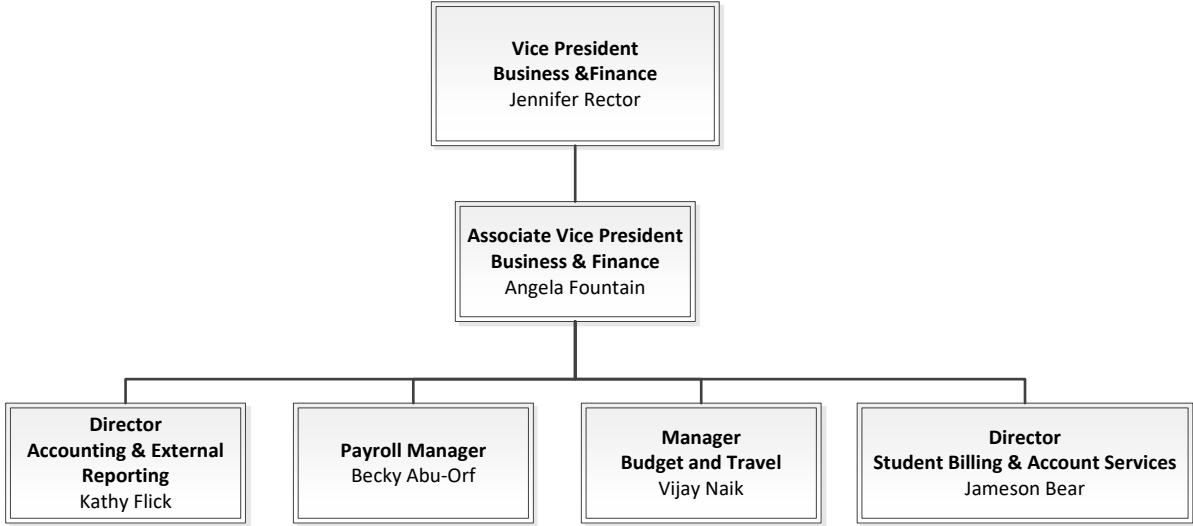 Vice President
Business &Finance
Jennifer Rector
Associate Vice President
Business & Finance
Angela Fountain
Director
Accounting & External
Reporting
Kathy Flick
Payroll Manager
Becky Abu-Orf
Manager
Budget and Travel
Vijay Naik
Director
Student Billing & Account Services
Jameson Bear